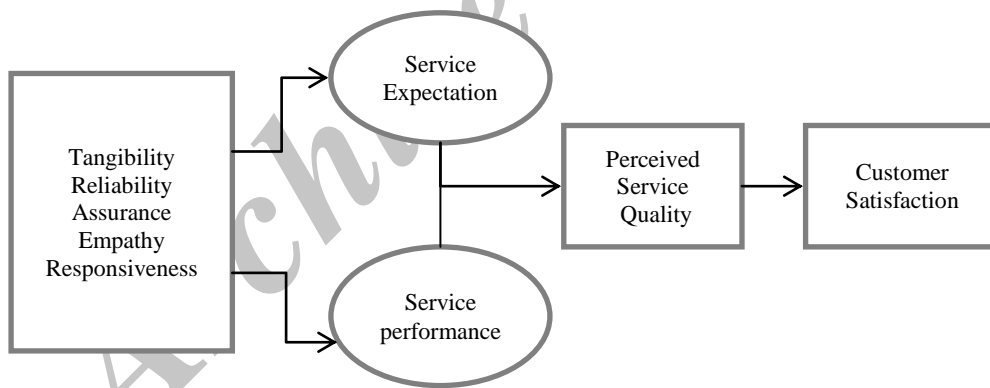 Tangibility
Reliability
Assurance
Empathy
Responsiveness
Service
Expectation
Service
performance
Perceived
Service
Quality
Customer
Satisfaction